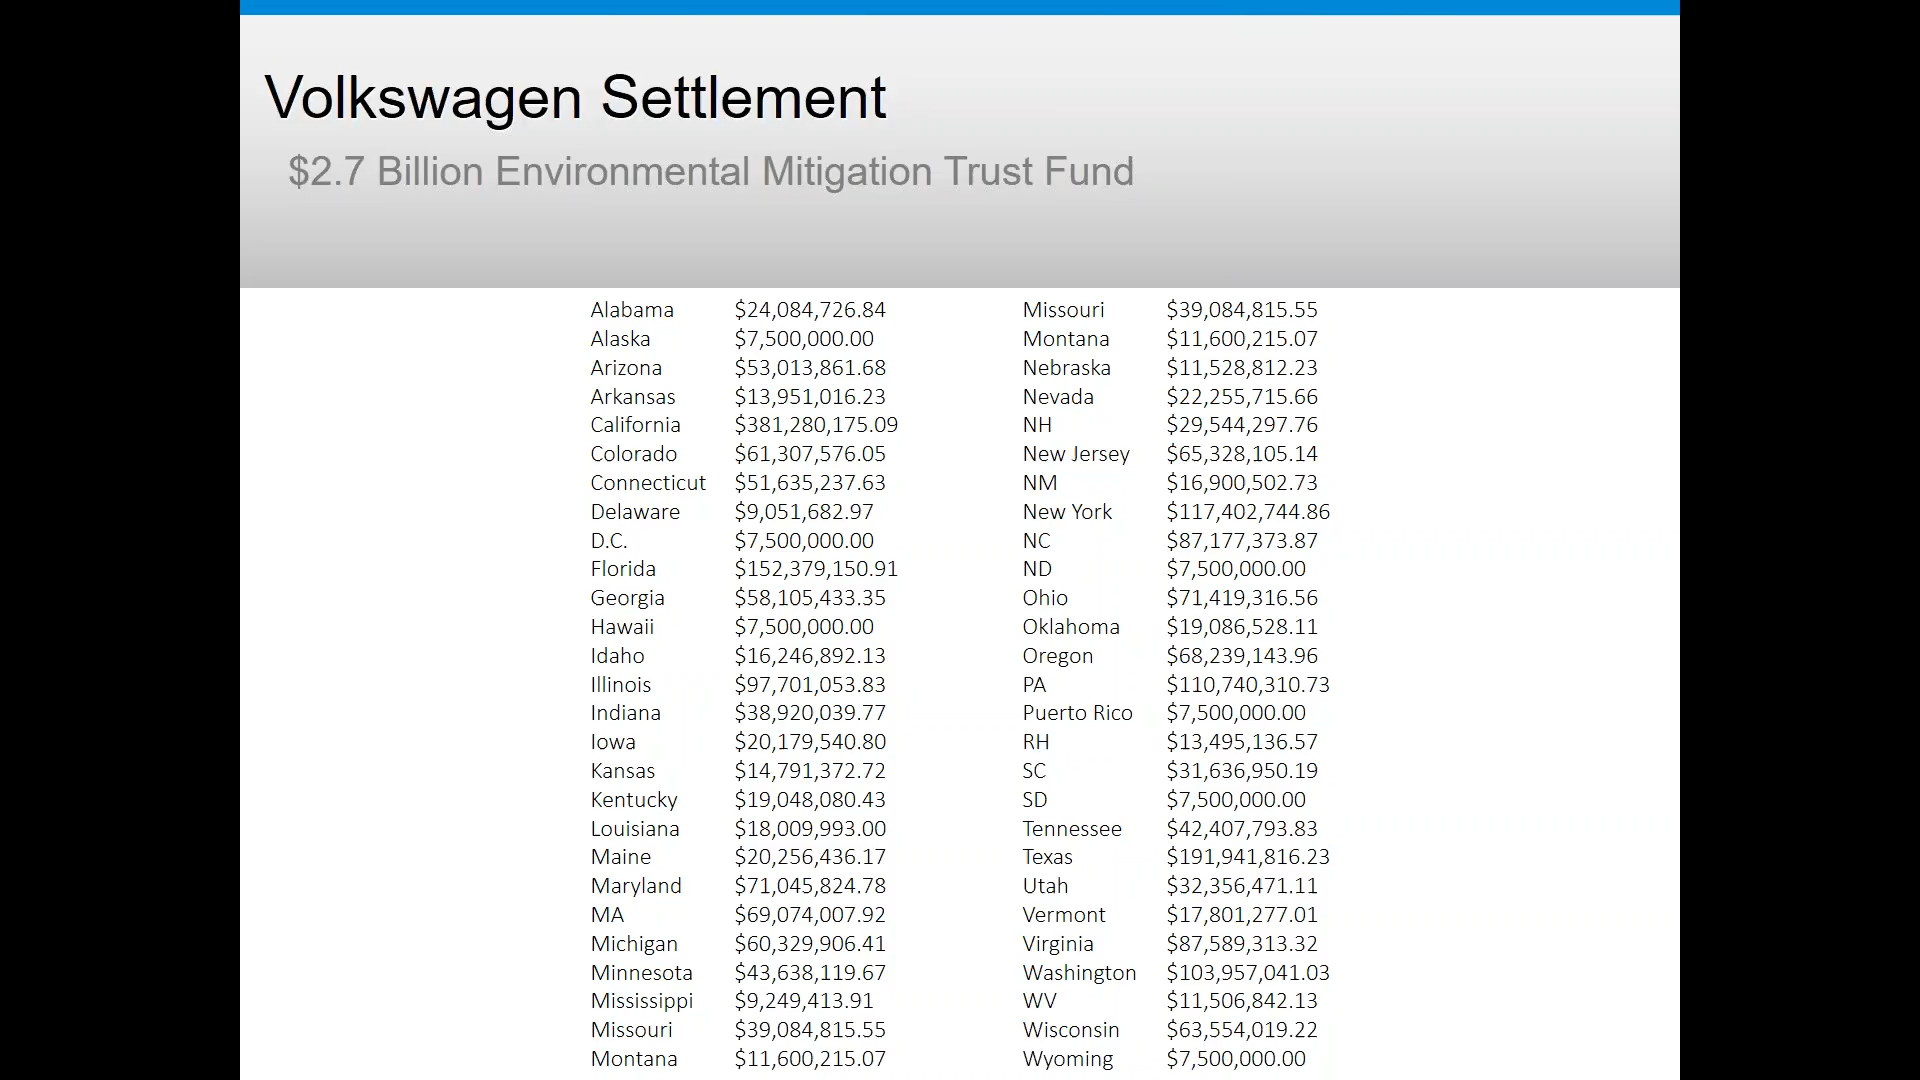 Volkswagen Settlement
$2.7 Billion Environmental Mitigation Trust Fund
Alabama $24,084,726.84
Alaska $7,500,000.00
Arizona $53,013,861.68
Arkansas $13,951,016.23
California $381,280,175.09
Colorado $61,307,576.05
Connecticut $51,635,237.63
Delaware $9,051,682.97
D.C. $7,500,000.00
Florida $152,379,150.91
Georgia $58,105,433.35
Hawaii $7,500,000.00
Idaho $16,246,892.13
Illinois $97,701,053.83
Indiana $38,920,039.77
Iowa $20,179,540.80
Kansas $14,791,372.72
Kentucky $19,048,080.43
Louisiana $18,009,993.00
Maine $20,256,436.17
Maryland $71,045,824.78
MA $69,074,007.92
Michigan $60,329,906.41
Minnesota $43,638,119.67
Mississippi $9,249,413.91
Missouri $39,084,815.55
Montana $11,600,215.07
Missouri $39,084,815.55
Montana $11,600,215.07
Nebraska $11,528,812.23
Nevada $22,255,715.66
NH $29,544,297.76
New Jersey $65,328,105.14
NM $16,900,502.73
New York $117,402,744.86
NC $87,177,373.87
ND $7,500,000.00
Ohio $71,419,316.56
Oklahoma $19,086,528.11
Oregon $68,239,143.96
PA $110,740,310.73
Puerto Rico $7,500,000.00
RH $13,495,136.57
SC $31,636,950.19
SD $7,500,000.00
Tennessee $42,407,793.83
Texas $191,941,816.23
Utah $32,356,471.11
Vermont $17,801,277.01
Virginia $87,589,313.32
Washington $103,957,041.03
WV $11,506,842.13
Wisconsin $63,554,019.22
Wyoming $7,500,000.00